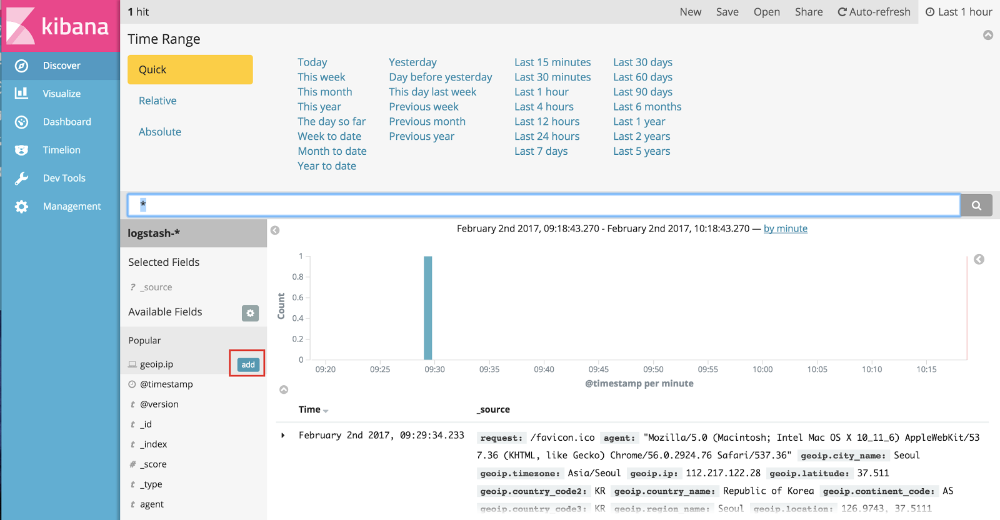 kibana
Discover
Visualize
Dashboard
Timelion
Dev Tools
Management
1 hit
New Save Open Share Auto-refresh Last 1 hour
Time Range
Quick
Relative
Absolute
Today
This week
This month
This year
The day so far
Week to date
Month to date
Year to date
Yesterday
Day before yesterday
This day last week
Previous week
Previous month
Previous year
Last 15 minutes
Last 30 minutes
Last 1 hour
Last 4 hours
Last 12 hours
Last 24 hours
Last 7 days
Last 30 days
Last 60 days
Last 90 days
Last 6 months
Last 1 year
Last 2 years
Last 5 years
*
logstash-*
Selected Fields
? _source
Available Fields
Popular
geoip.ip add
@timestamp
t @version
t _id
t _index
# _score
t _type
t agent
February 2nd 2017, 09:18:43.270 - February 2nd 2017, 10:18:43.270 — by minute
Count
1
0.8
0.6
0.4
0.2
0
09:20 09:25 09:30 09:35 09:40 09:45 09:50 09:55 10:00 10:05 10:10 10:15
@timestamp per minute
Time _source
February 2nd 2017, 09:29:34.233 request: /favicon.ico agent: "Mozilla/5.0 (Macintosh; Intel Mac OS X 10_11_6) AppleWebKit/53
7.36 (KHTML, like Gecko) Chrome/56.0.2924.76 Safari/537.36" geoip.city_name: Seoul
geoip.timezone: Asia/Seoul geoip.ip: 112.217.122.28 geoip.latitude: 37.511
geoip.country_code2: KR geoip.country_name: Republic of Korea geoip.continent_code: AS
geoip.country_code3: KR geoip.region_name: Seoul geoip.location: 126.9743, 37.5111